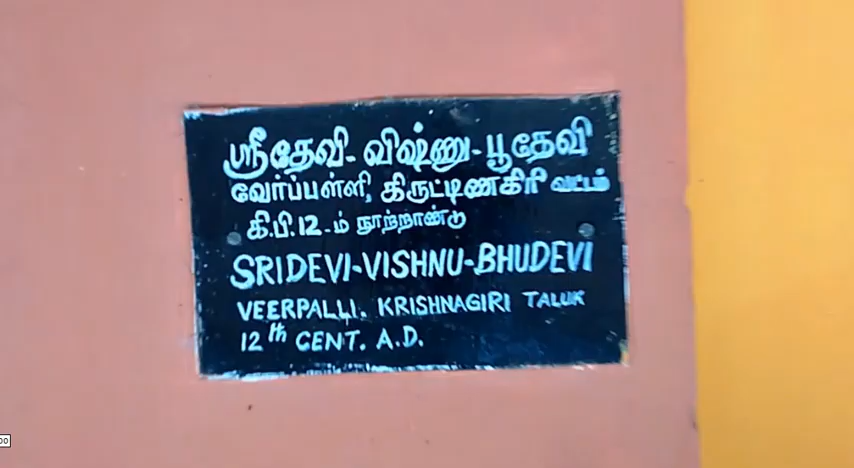 ஸ்ரீதேவி- விஷ்ணு- பூதேவி
வேர்ப்பள்ளி, கிருட்டிணகிரி வட்டம்
கி.பி.12-ம் நூற்றாண்டு
SRIDEVI-VISHNU-BHUDEVI
VEERPALLI. KRISHNAGIRI TALUK
12th CENT. A.D.